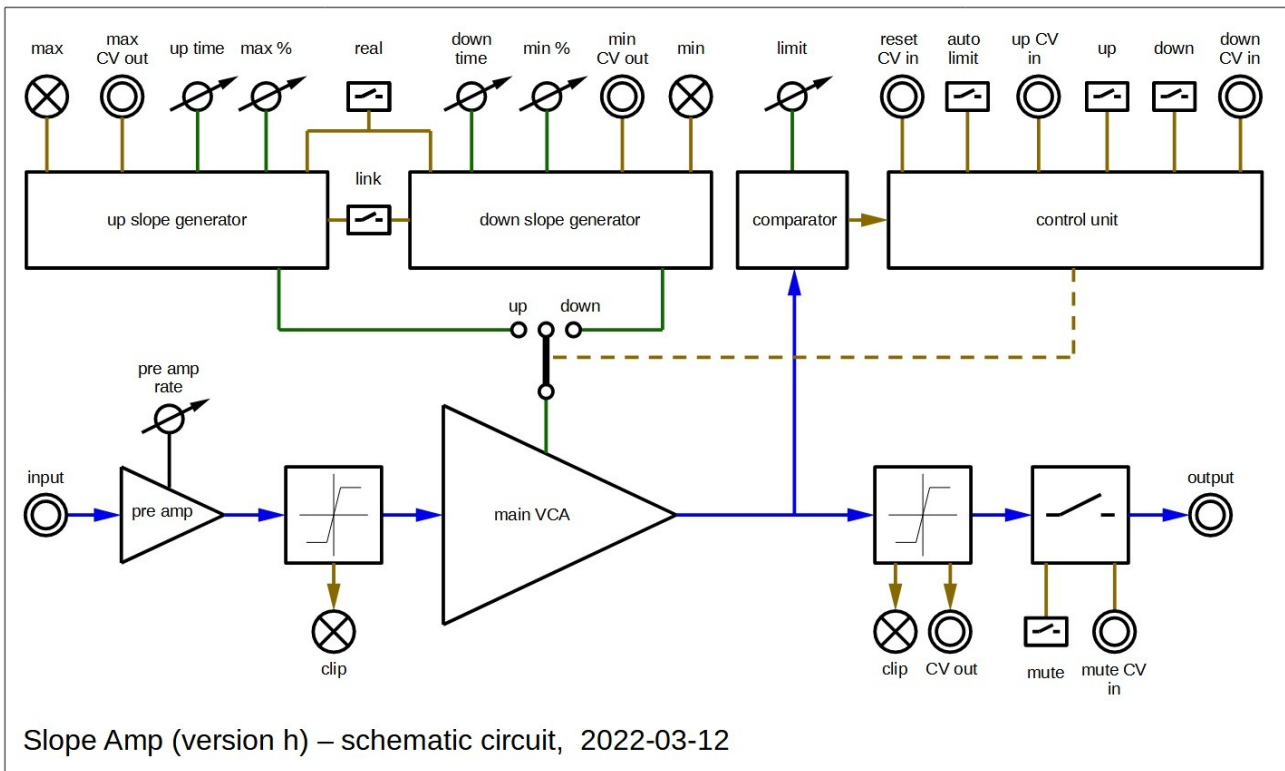 max
max
CV out
up time
max %
real
down
time
min %
min
CV out
min
limit
reset
CV in
auto
limit
up CV
in
up
down
down
CV in
link
up slope generator
down slope generator
comparator
control unit
up
down
pre amp
rate
input
pre amp
main VCA
output
clip
clip
CV out
mute
mute CV
in
Slope Amp (version h) – schematic circuit,  2022-03-12